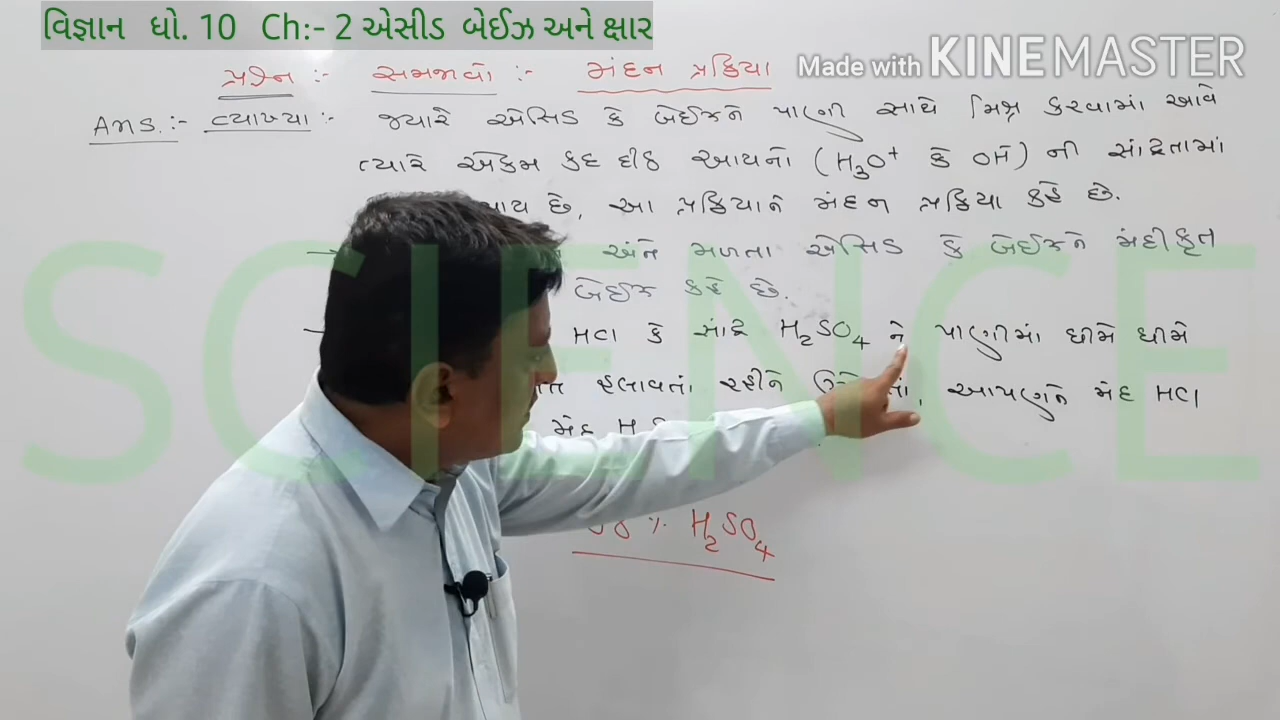 વિજ્ઞાન ધો. 10 Ch:- 2 એસીડ બેઈઝ અને ક્ષાર
Made with KINEMASTER
પ્રશ્ન :- સમજાવો :- મંદન પ્રક્રિયા
Ans.:- વ્યાખ્યા :- જ્યારે એસિડ કે બેઈઝને પાણી સાથે મિશ્ર કરવામાં આવે
ત્યારે એકમ કદ દીઠ આયનો (H3O+ કે OH-) ની સાંદ્રતામાં
થાય છે, આ પ્રક્રિયાને મંદન પ્રક્રિયા કહે છે.
→ અંતે મળતા એસિડ કે બેઈઝને મંદીકૃત
બેઈઝ કહે છે.
→ HCl કે સાંદ્ર H2SO4 ને પાણીમાં ધીમે ધીમે
હલાવતાં રહીને આપણને મંદ HCl
મંદ H
% H2SO4
SCIENCE